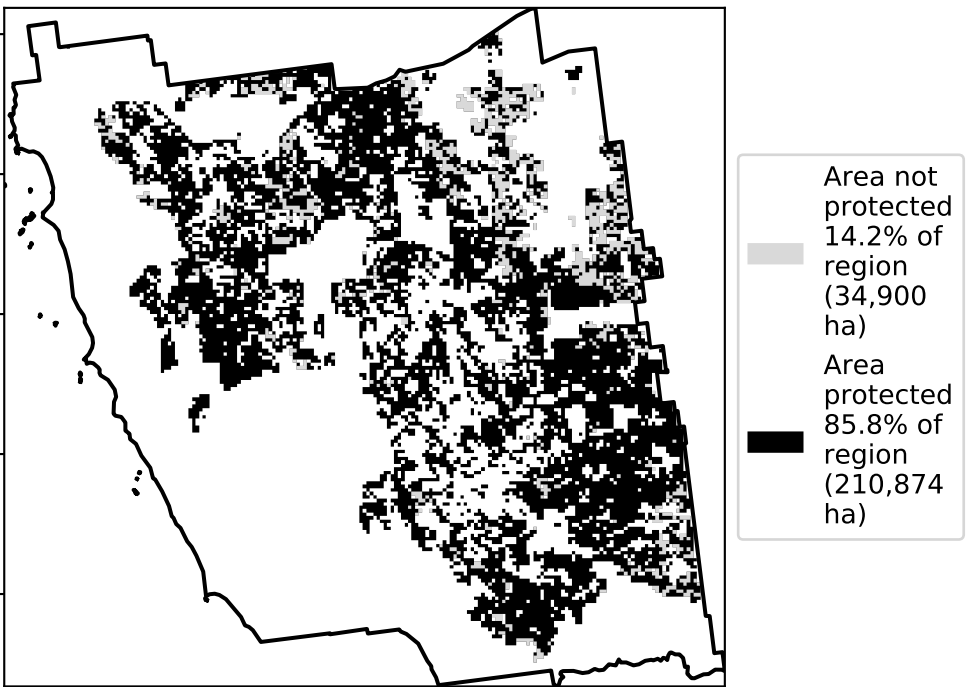 Area not
protected
14.2% of
region
(34,900
ha)
Area
protected
85.8% of
region
(210,874
ha)